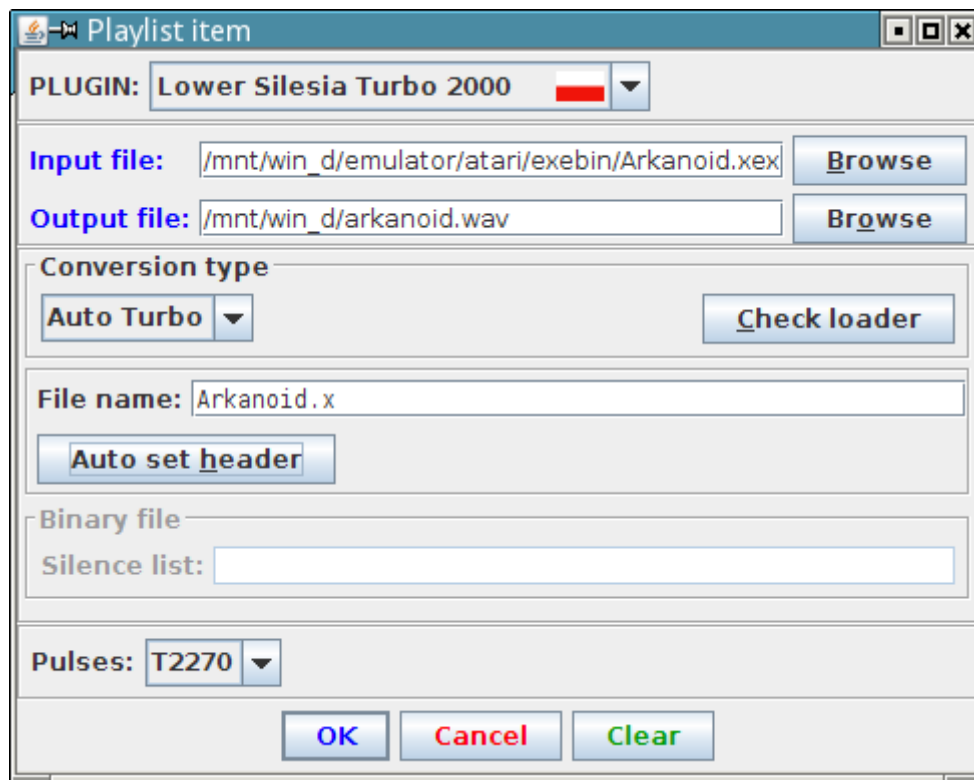 Playlist item
PLUGIN: Lower Silesia Turbo 2000
Input file: /mnt/win_d/emulator/atari/exebin/Arkanoid.xex Browse
Output file: /mnt/win_d/arkanoid.wav Browse
Conversion type
Auto Turbo Check loader
File name: Arkanoid.x
Auto set header
Binary file
Silence list:
Pulses: T2270
OK Cancel Clear